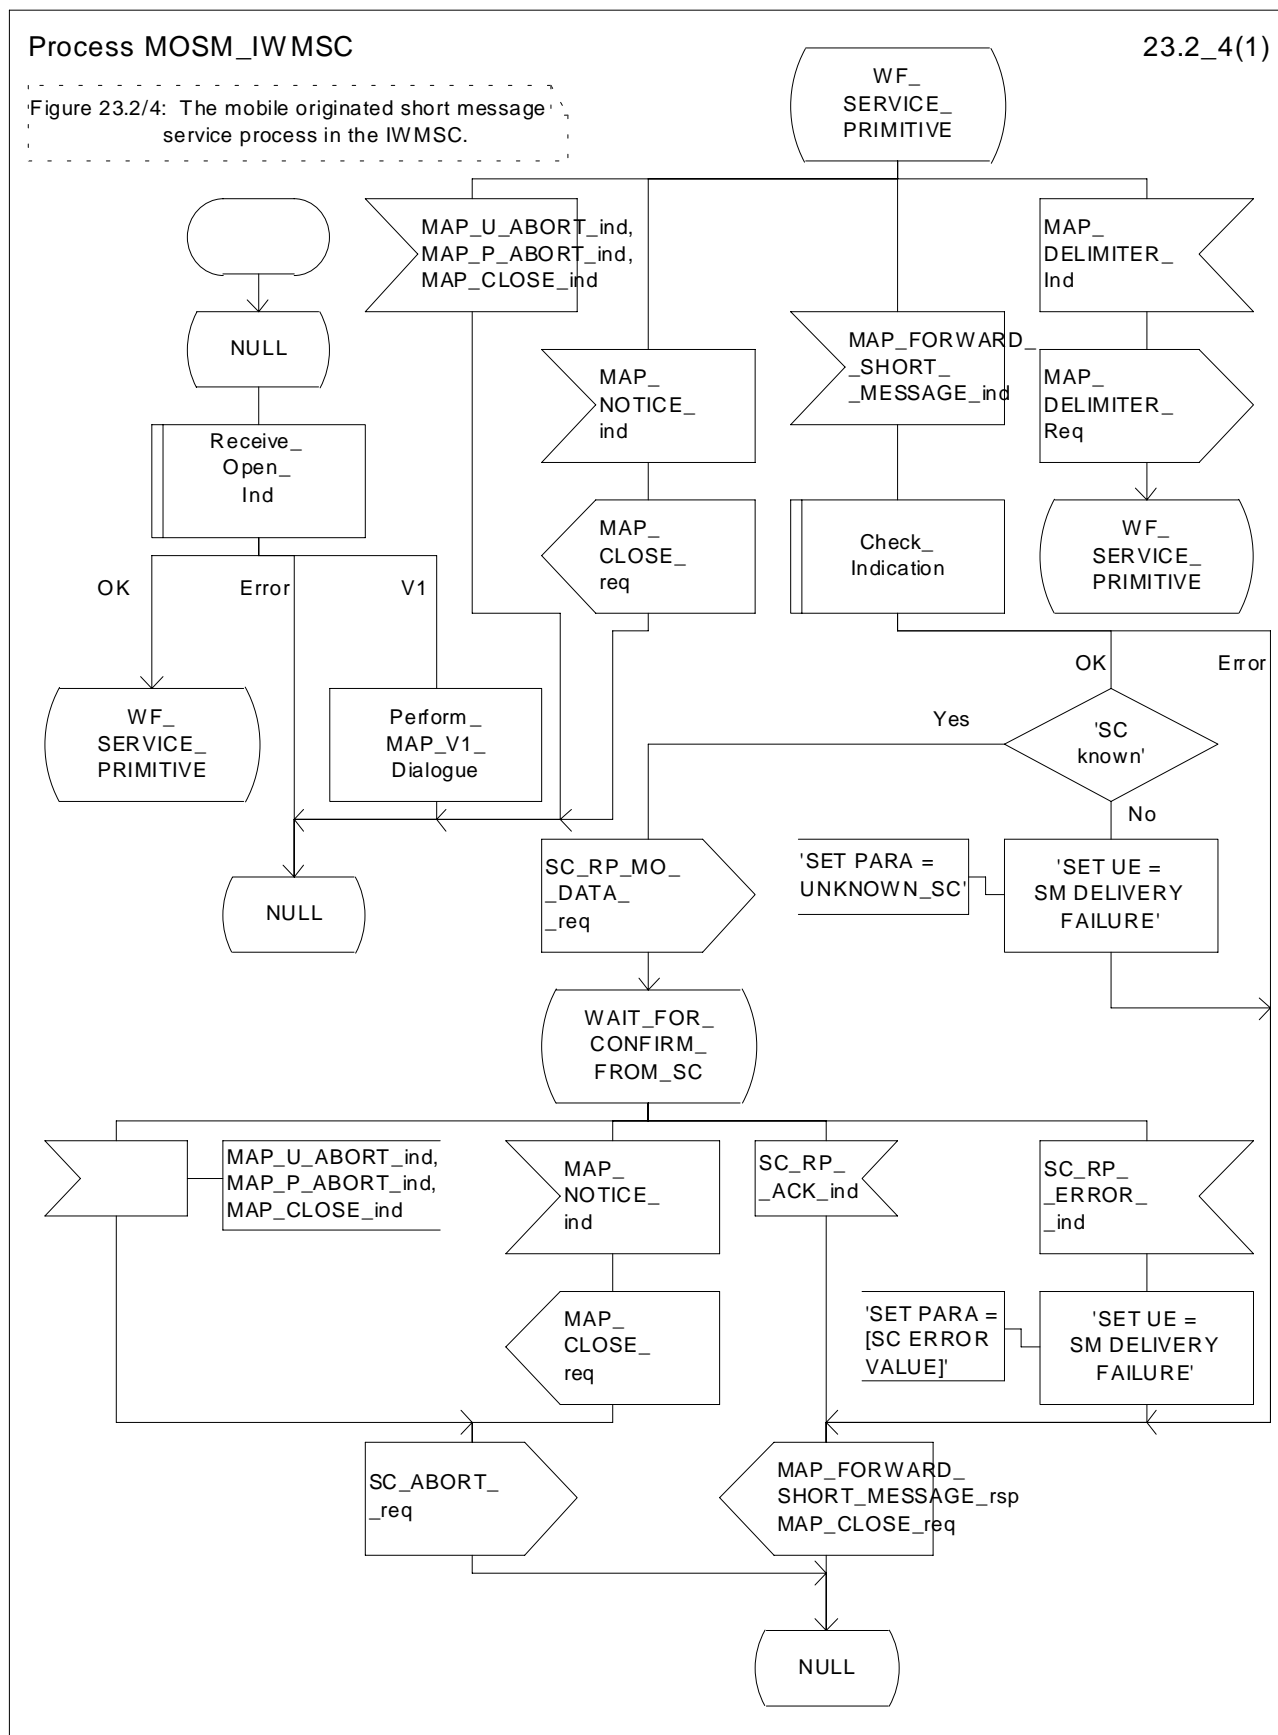 Process MOSM_IWMSC
23.2_4(1)
Figure 23.2/4: The mobile originated short message
service process in the IWMSC.
WF_
SERVICE_
PRIMITIVE
MAP_U_ABORT_ind,
MAP_P_ABORT_ind,
MAP_CLOSE_ind
MAP_
DELIMITER_
Ind
NULL
MAP_
NOTICE_
ind
MAP_FORWARD_
_SHORT_
_MESSAGE_ind
MAP_
DELIMITER_
Req
Receive_
Open_
Ind
MAP_
CLOSE_
req
Check_
Indication
WF_
SERVICE_
PRIMITIVE
OK
Error
V1
OK
Error
WF_
SERVICE_
PRIMITIVE
Perform_
MAP_V1_
Dialogue
Yes
'SC
known'
No
NULL
SC_RP_MO_
_DATA_
_req
'SET PARA =
UNKNOWN_SC'
'SET UE =
SM DELIVERY
FAILURE'
WAIT_FOR_
CONFIRM_
FROM_SC
MAP_U_ABORT_ind,
MAP_P_ABORT_ind,
MAP_CLOSE_ind
MAP_
NOTICE_
ind
SC_RP_
_ACK_ind
SC_RP_
_ERROR_
_ind
MAP_
CLOSE_
req
'SET PARA =
[SC ERROR
VALUE]'
'SET UE =
SM DELIVERY
FAILURE'
SC_ABORT_
_req
MAP_FORWARD_
SHORT_MESSAGE_rsp
MAP_CLOSE_req
NULL